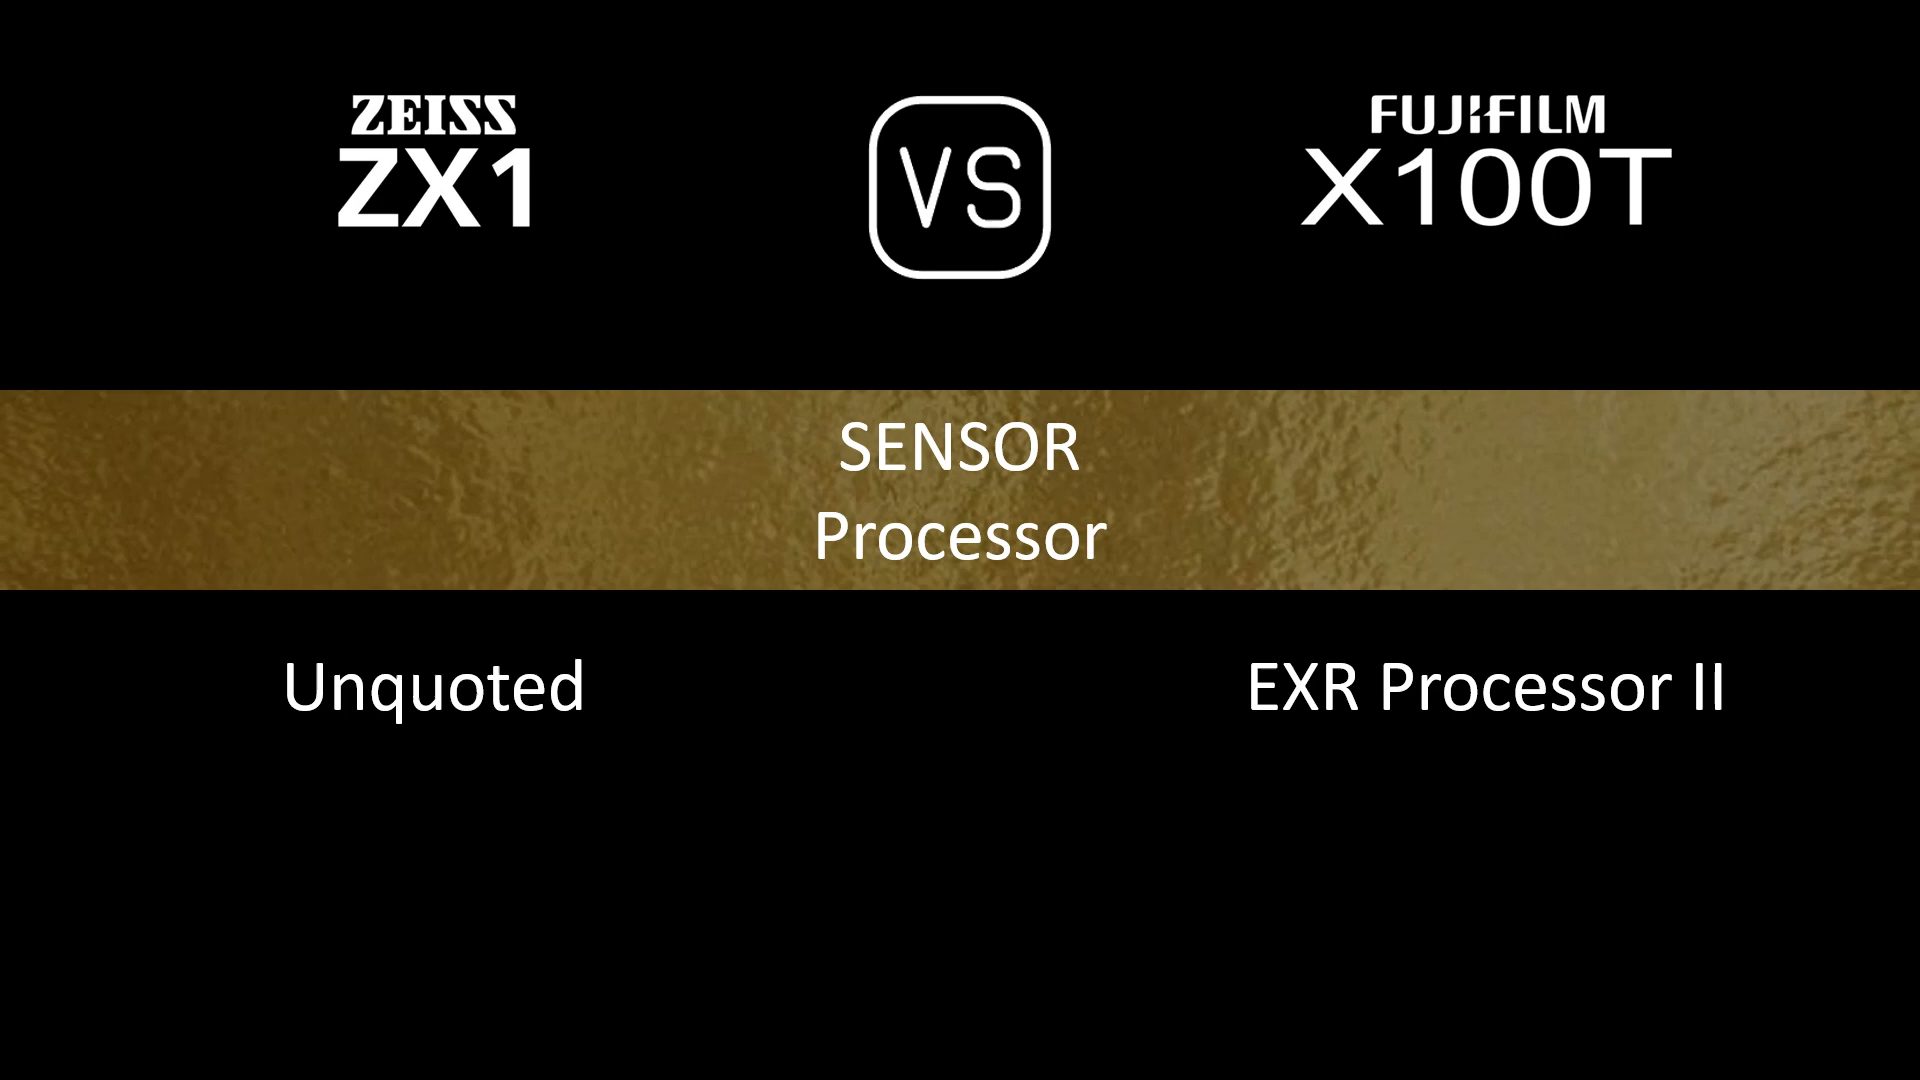 ZEISS
ZX1
VS
FUJIFILM
X100T
SENSOR
Processor
Unquoted
EXR Processor II